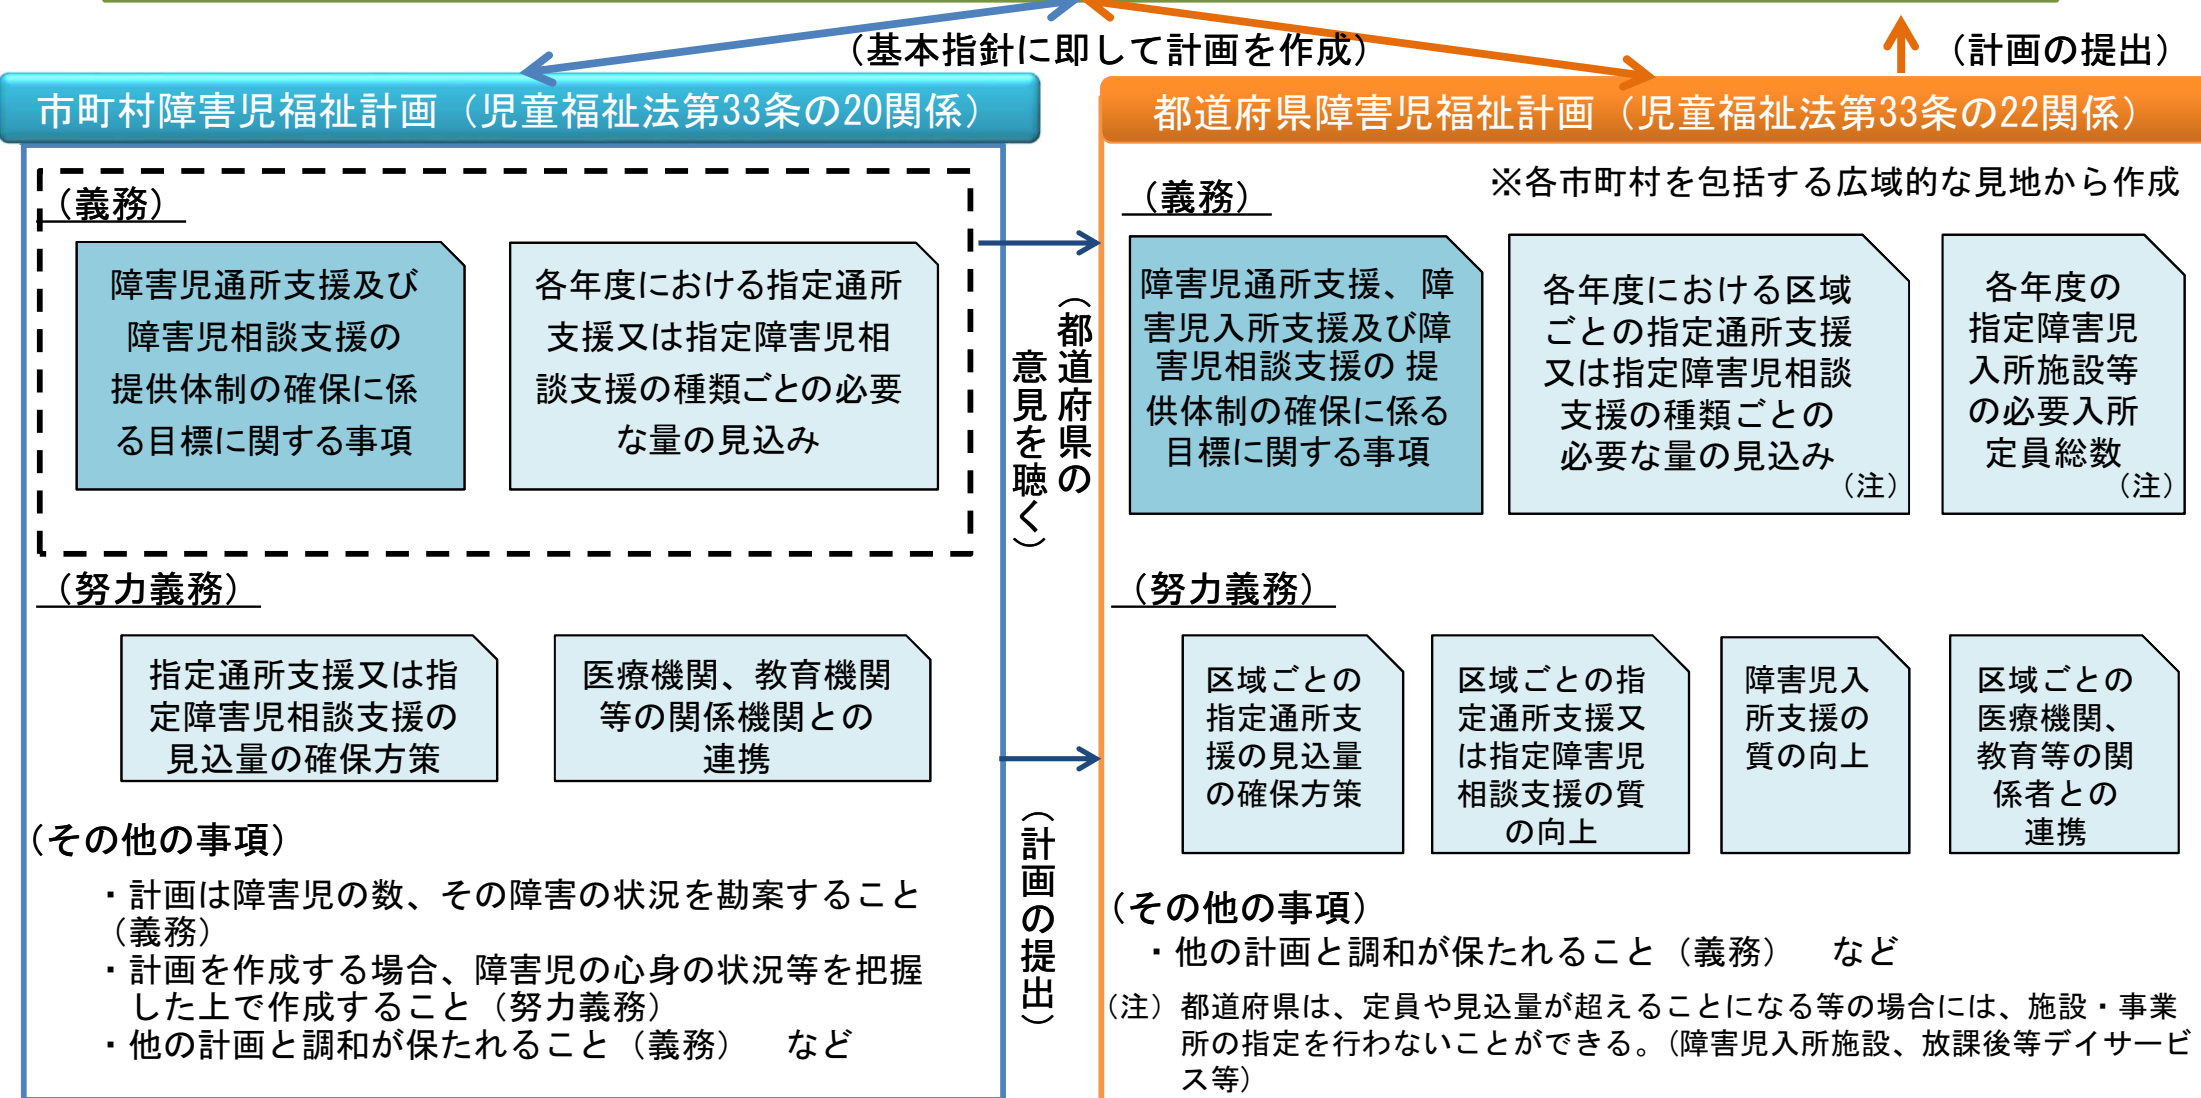 （基本指針に即して計画を作成）
（計画の提出）
市町村障害児福祉計画（児童福祉法第33条の20関係）
（義務）
障害児通所支援及び
障害児相談支援の
提供体制の確保に係
る目標に関する事項
各年度における指定通所
支援又は指定障害児相
談支援の種類ごとの必要
な量の見込み
（努力義務）
指定通所支援又は指
定障害児相談支援の
見込量の確保方策
医療機関、教育機関
等の関係機関との
連携
（その他の事項）
・計画は障害児の数、その障害の状況を勘案すること
（義務）
・計画を作成する場合、障害児の心身の状況等を把握
した上で作成すること（努力義務）
・他の計画と調和が保たれること（義務）　など
（都道府県の
意見を聴く）
（計画の提出）
都道府県障害児福祉計画（児童福祉法第33条の22関係）
※各市町村を包括する広域的な見地から作成
（義務）
障害児通所支援、障
害児入所支援及び障
害児相談支援の 提
供体制の確保に係る
目標に関する事項
各年度における区域
ごとの指定通所支援
又は指定障害児相談
支援の種類ごとの
必要な量の見込み
（注）
各年度の
指定障害児
入所施設等
の必要入所
定員総数
（注）
（努力義務）
区域ごとの
指定通所支
援の見込量
の確保方策
区域ごとの指
定通所支援又
は指定障害児
相談支援の質
の向上
障害児入
所支援の
質の向上
区域ごとの
医療機関、
教育等の関
係者との
連携
（その他の事項）
・他の計画と調和が保たれること（義務）　など
（注）都道府県は、定員や見込量が超えることになる等の場合には、施設・事業
所の指定を行わないことができる。（障害児入所施設、放課後等デイサービ
ス等）